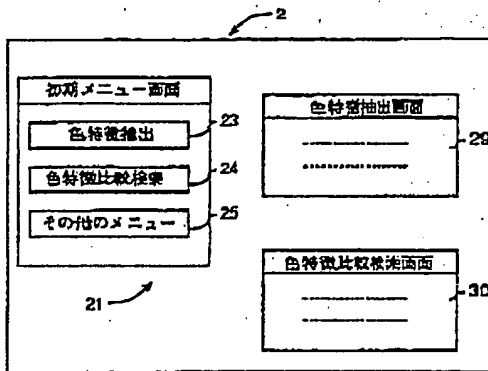 2
初期メニュー画面
色特徴抽出
23
色特徴比較検索
24
その他のメニュー
25
21
色特徴抽出画面
29
色特徴比較検索画面
30